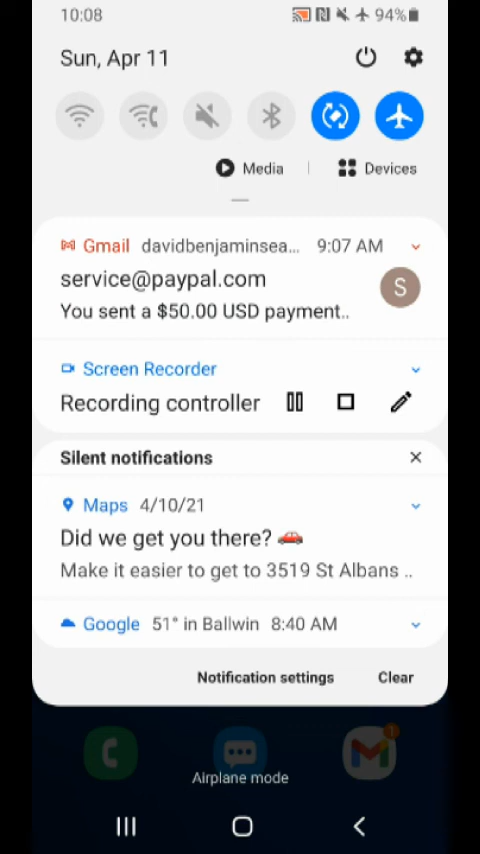 10:08 94%
Sun, Apr 11
Media Devices
Gmail davidbenjaminsea... 9:07 AM
service@paypal.com
S
You sent a $50.00 USD payment..
Screen Recorder
Recording controller
Silent notifications
Maps 4/10/21
Did we get you there? 🚗
Make it easier to get to 3519 St Albans ..
Google 51° in Ballwin 8:40 AM
Notification settings Clear
1
Airplane mode